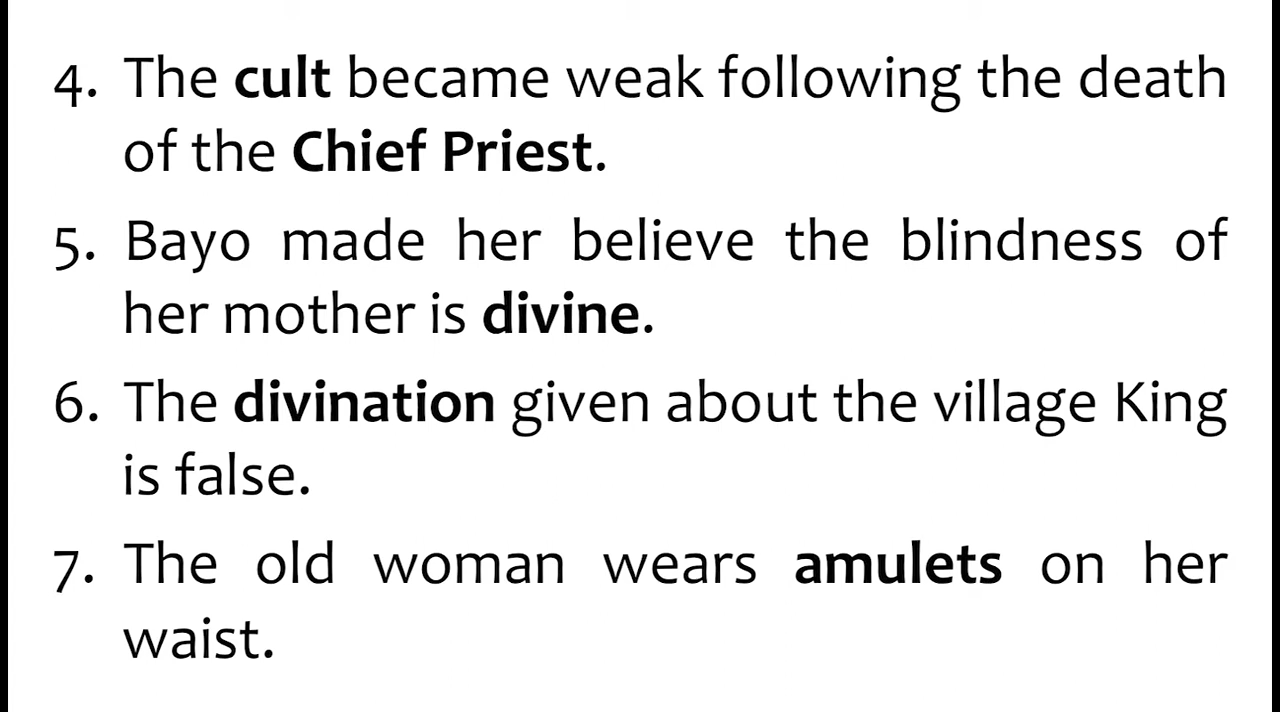 4. The cult became weak following the death
of the Chief Priest.
5. Bayo made her believe the blindness of
her mother is divine.
6. The divination given about the village King
is false.
7. The old woman wears amulets on her
waist.